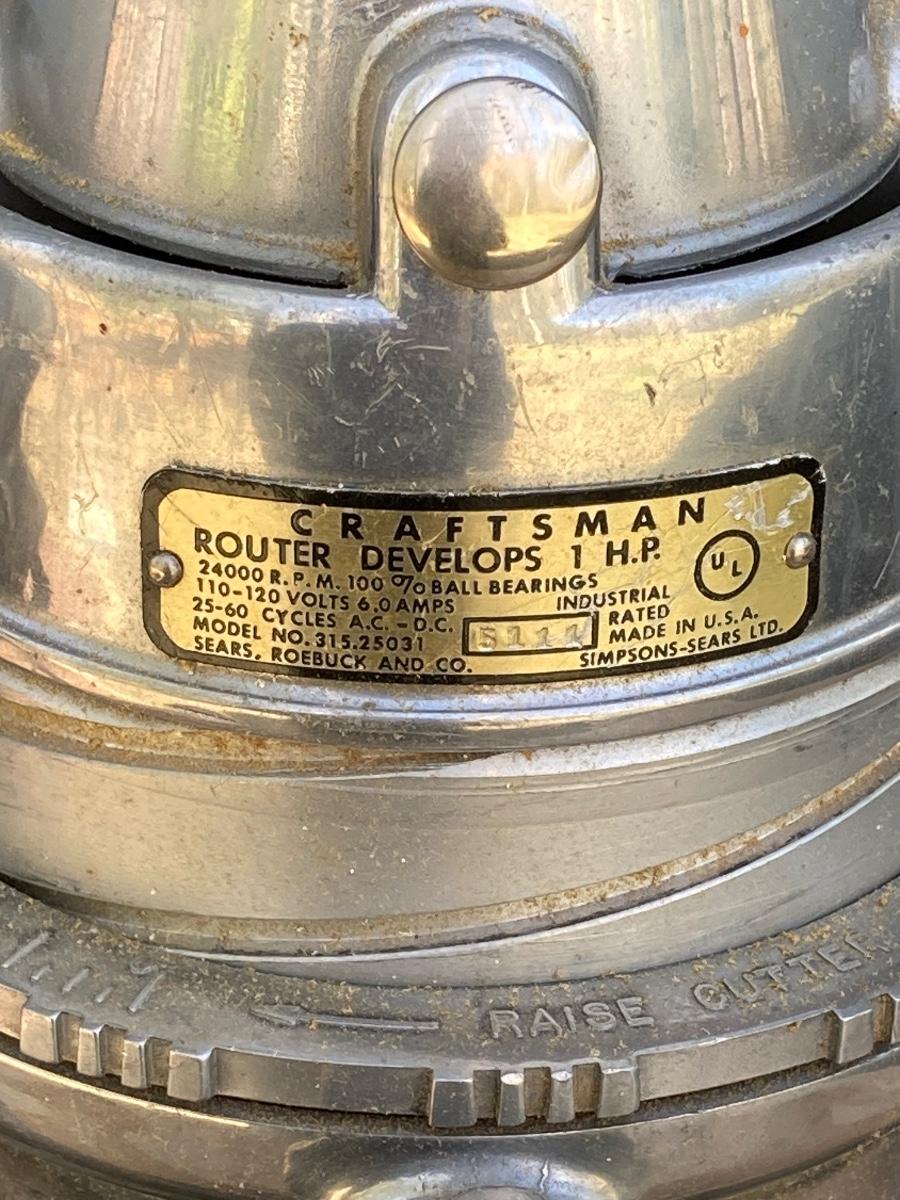 CRAFTSMAN
ROUTER DEVELOPS 1 H.P.
24000 R.P.M. 100 % BALL BEARINGS
110-120 VOLTS 6.0 AMPS INDUSTRIAL
25-60 CYCLES A.C. - D.C. RATED
MODEL NO. 315.25031 MADE IN U.S.A.
SEARS, ROEBUCK AND CO. SIMPSONS-SEARS LTD.
UL
RAISE CUTTER